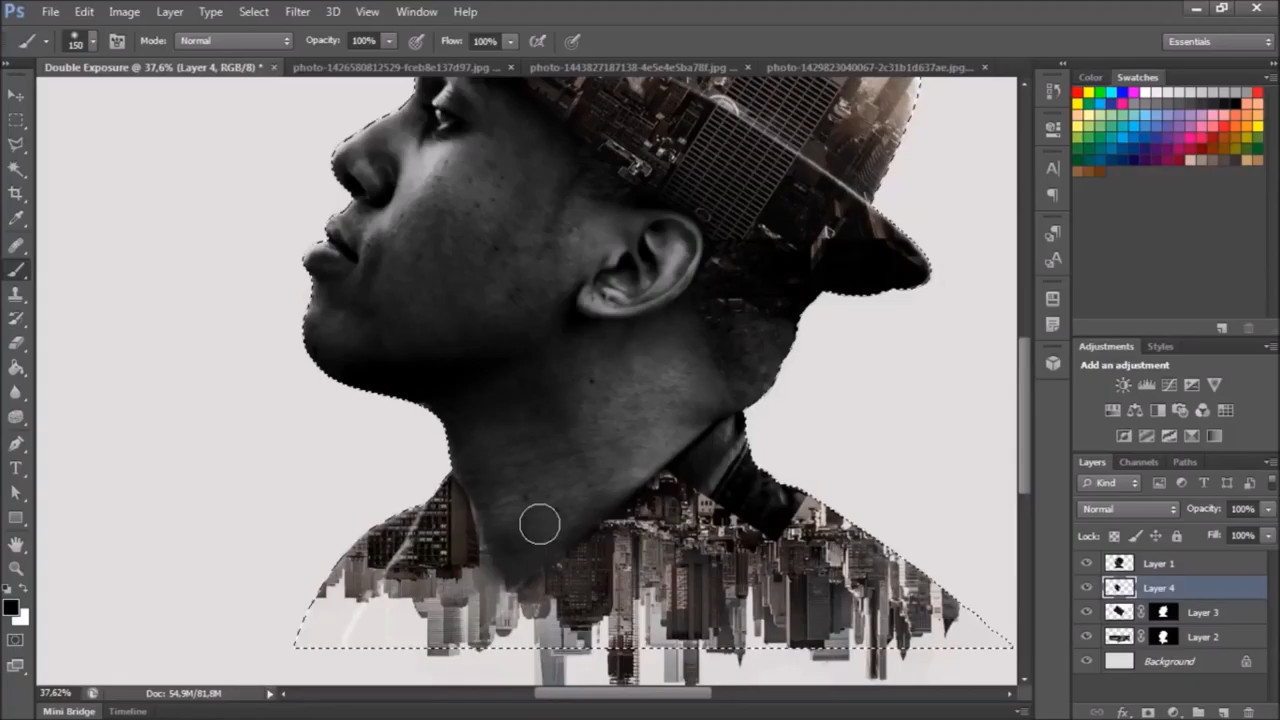 Ps File Edit Image Layer Type Select Filter 3D View Window Help
150 Mode: Normal Opacity: 100% Flow: 100% Essentials
Double Exposure @ 37,6% (Layer 4, RGB/8) * × photo-1426580812529-fceb8e137d97.jpg ... × photo-1443827187138-4e5e4e5ba78f.jpg ... × photo-1429823040067-2c31b1d637ae.jpg... ×
Color Swatches
Adjustments Styles
Add an adjustment
Layers Channels Paths
Kind
Normal Opacity: 100%
Lock: Fill: 100%
Layer 1
Layer 4
Layer 3
Layer 2
Background
37,62% Doc: 54,9M/81,8M
Mini Bridge Timeline